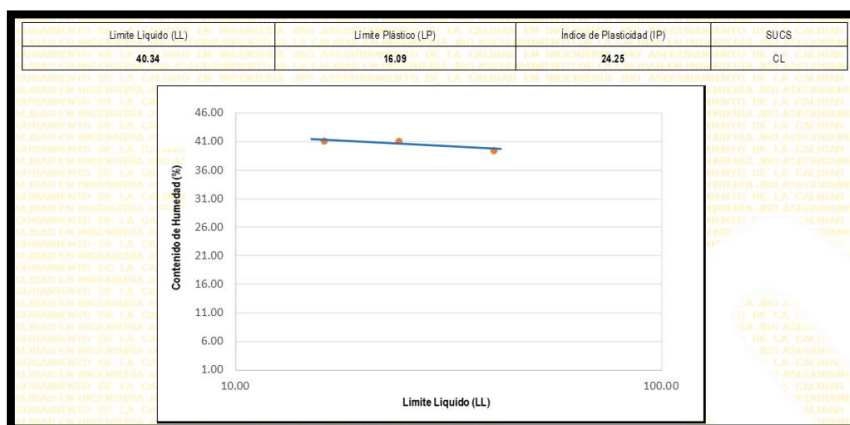 Limite Liquido (LL) Limite Plástico (LP) Índice de Plasticidad (IP) SUCS
40.34 16.09 24.25 CL
46.00
41.00
36.00
31.00
26.00
21.00
16.00
11.00
6.00
1.00
Contenido de Humedad (%)
10.00 100.00
Limite Liquido (LL)